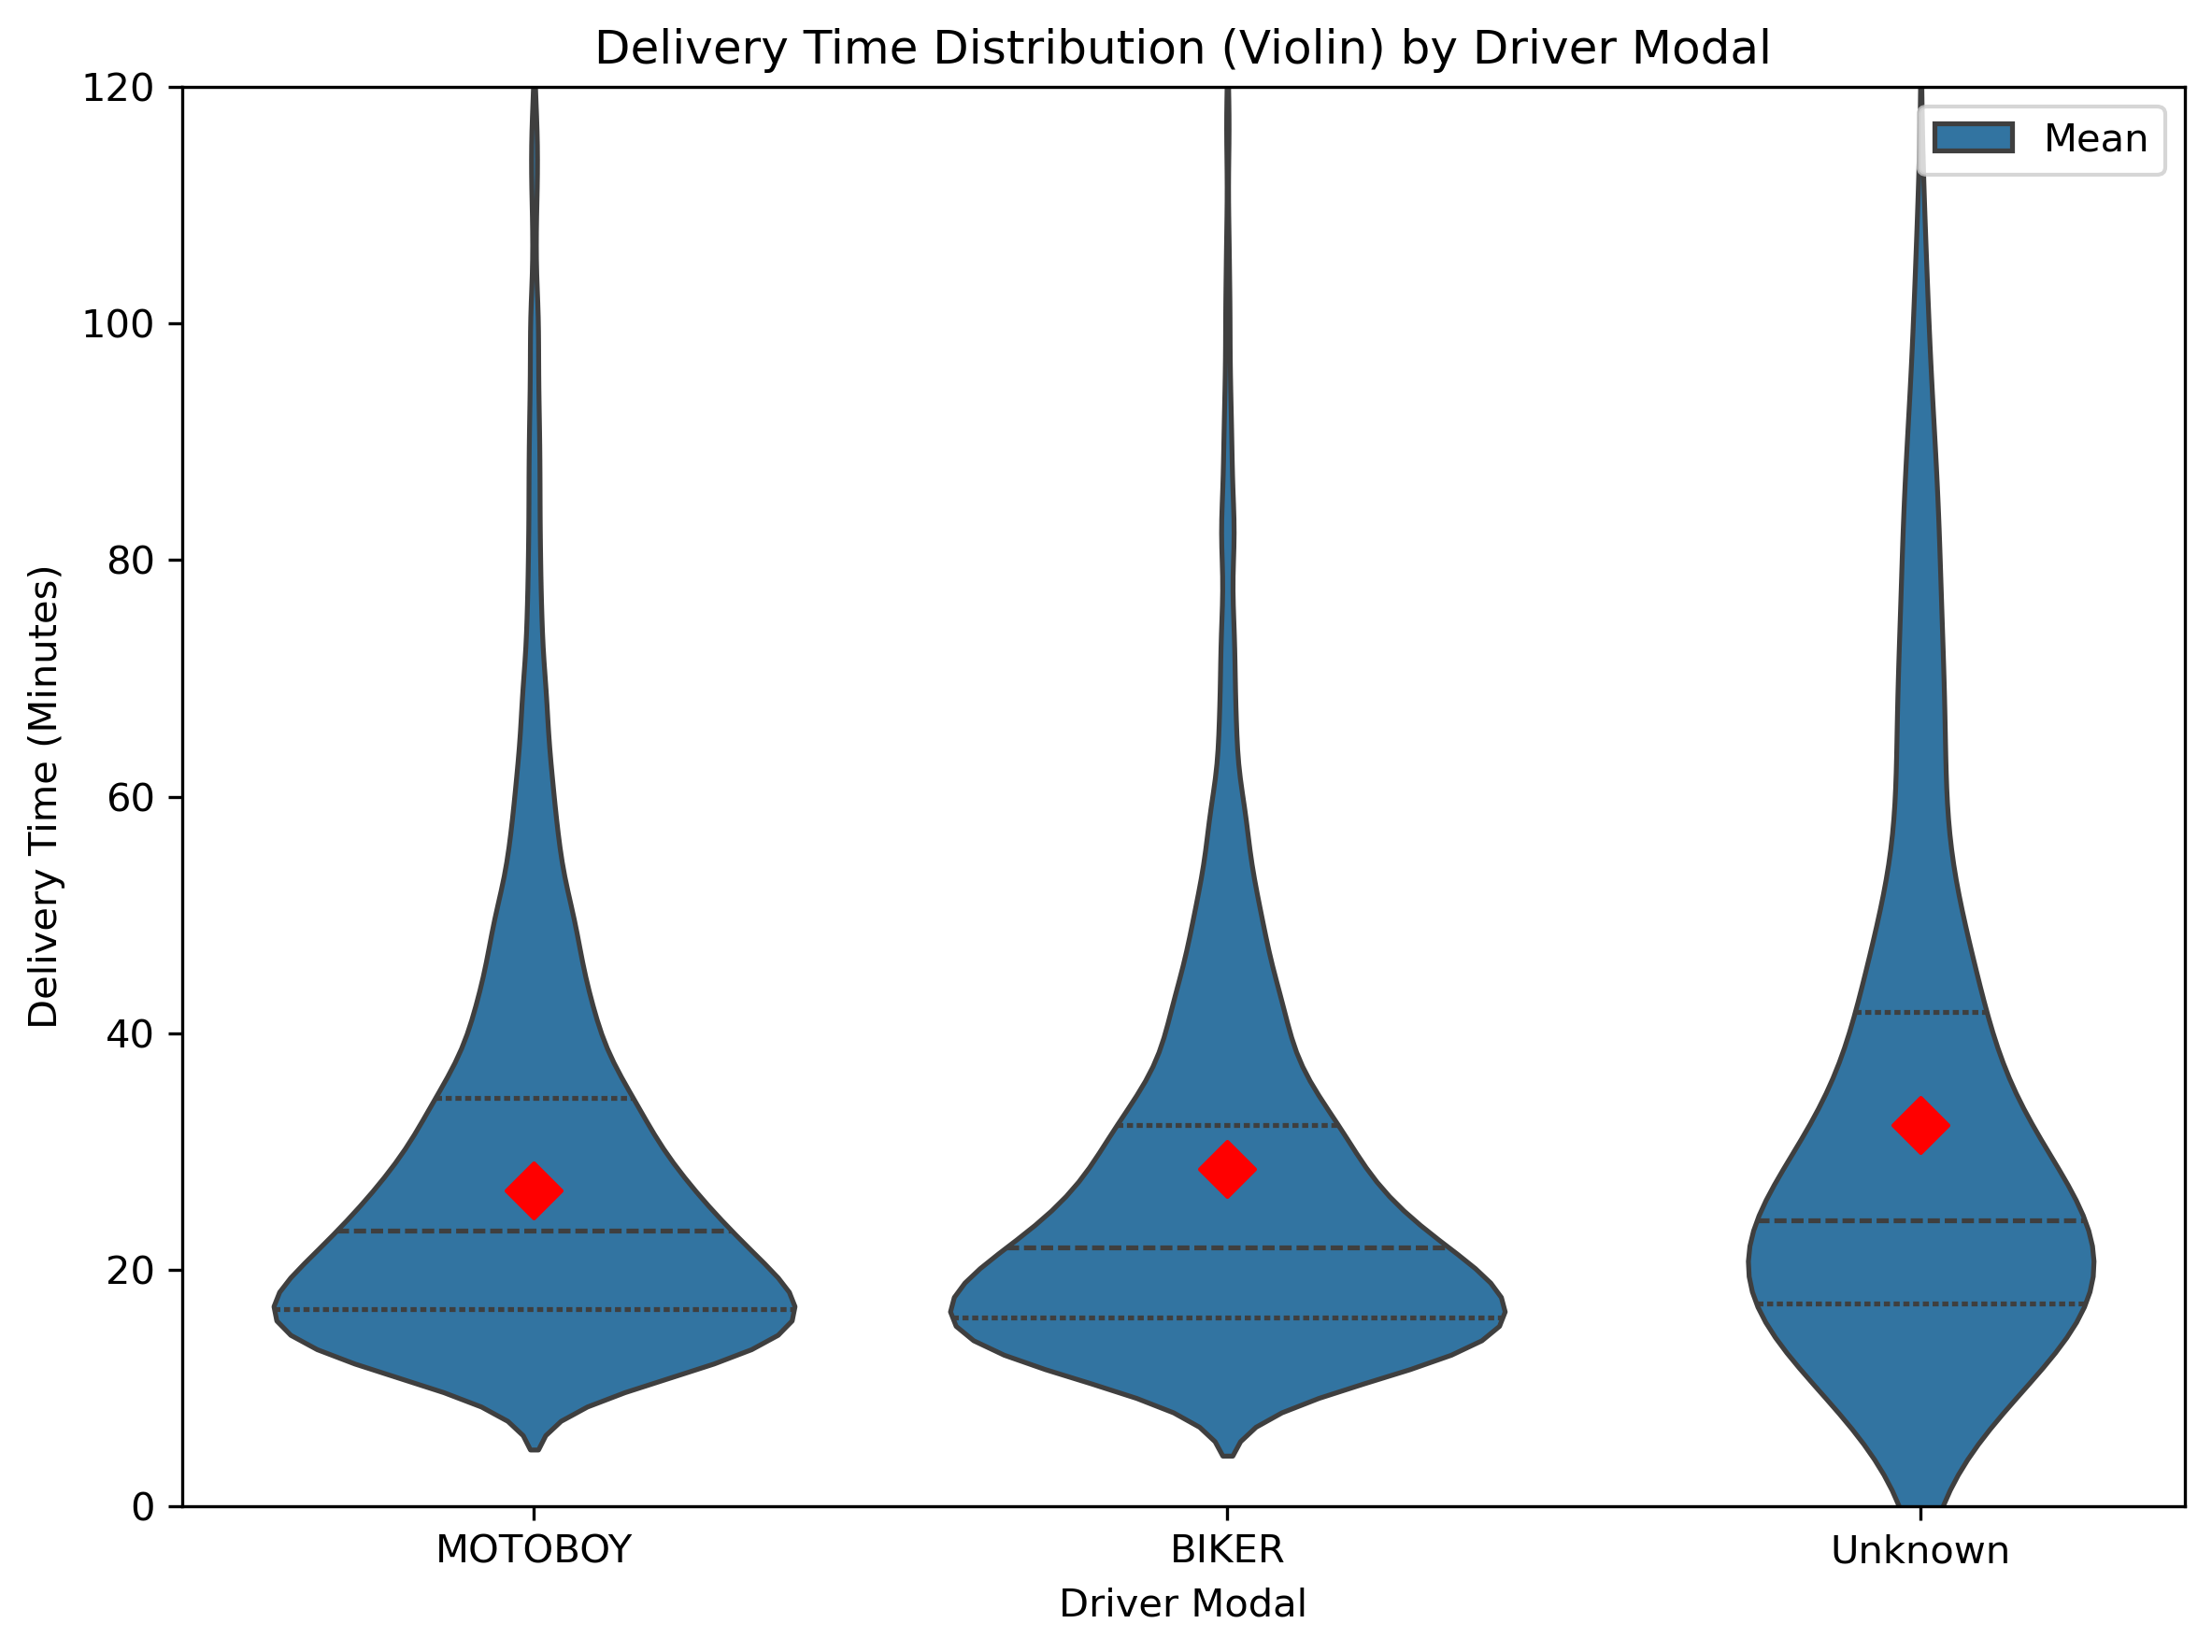 Delivery Time Distribution (Violin) by Driver Modal
Mean
120
100
80
60
40
20
0
Delivery Time (Minutes)
MOTOBOY
BIKER
Unknown
Driver Modal